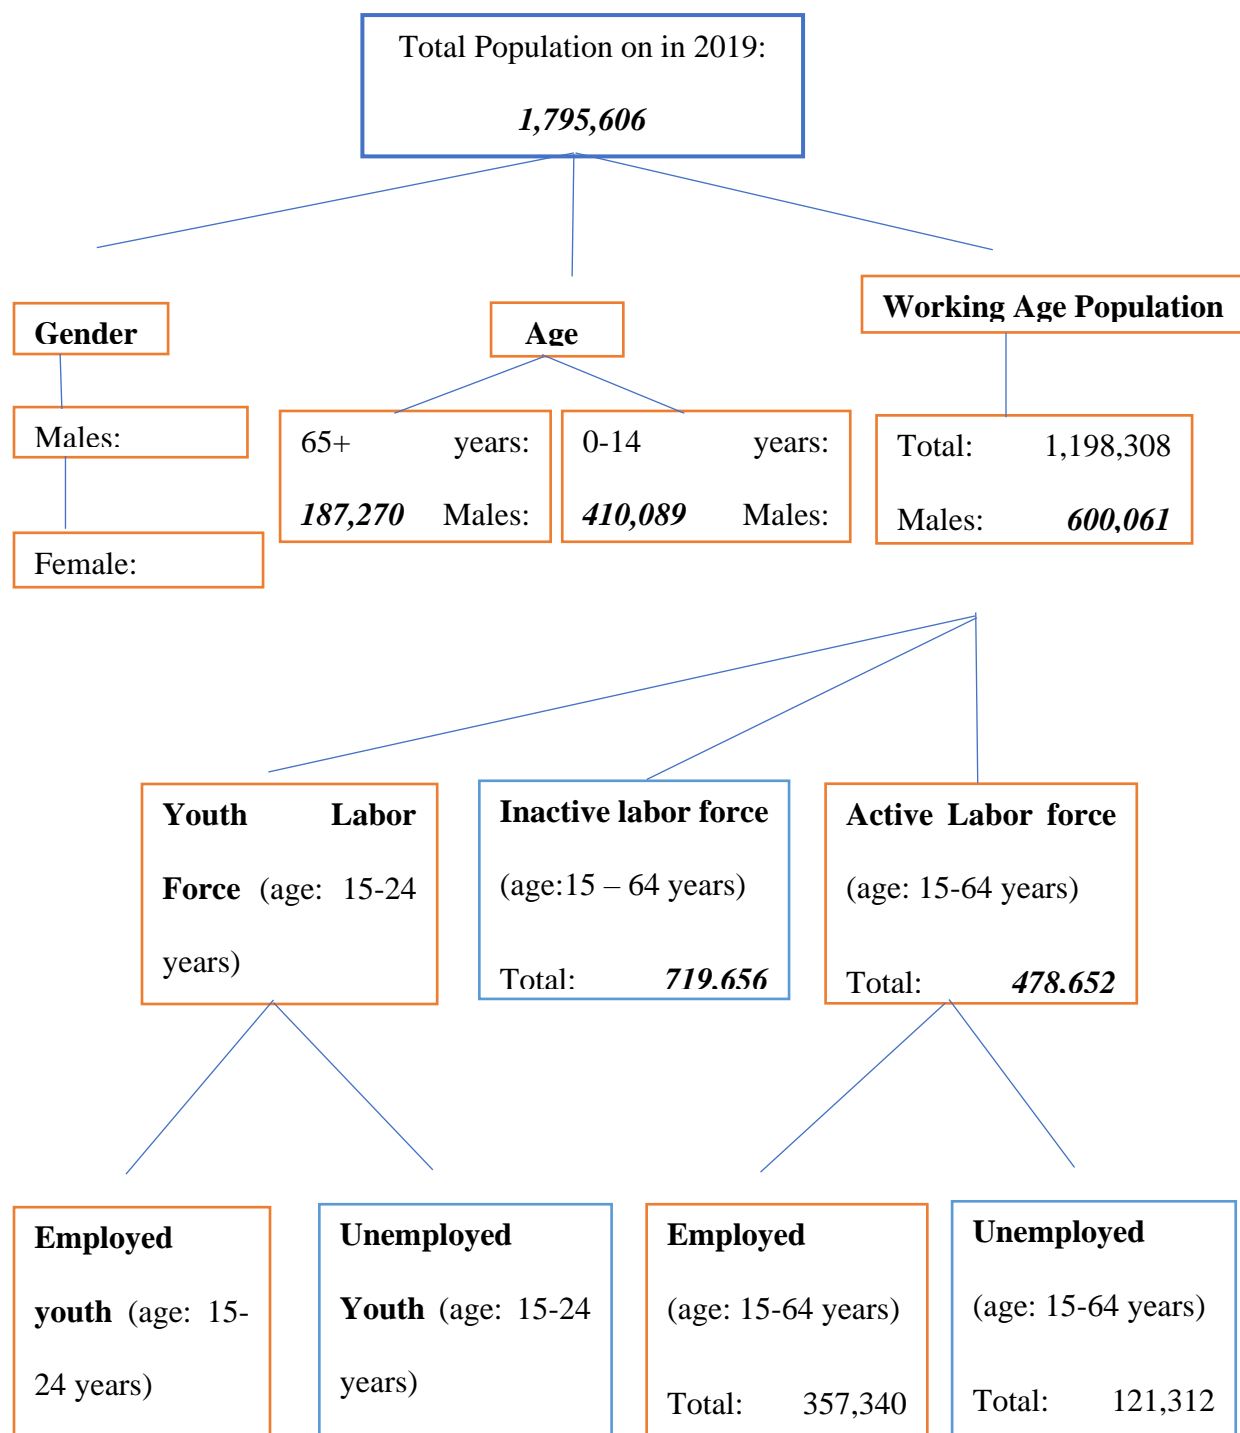 Total Population on in 2019:
1,795,606
Gender
Males:
Female:
Age
65+ years:
187,270 Males:
0-14 years:
410,089 Males:
Working Age Population
Total: 1,198,308
Males: 600,061
Youth Labor
Force (age: 15-24
years)
Inactive labor force
(age:15 – 64 years)
Total: 719,656
Active Labor force
(age: 15-64 years)
Total: 478,652
Employed
youth (age: 15-
24 years)
Unemployed
Youth (age: 15-24
years)
Employed
(age: 15-64 years)
Total: 357,340
Unemployed
(age: 15-64 years)
Total: 121,312